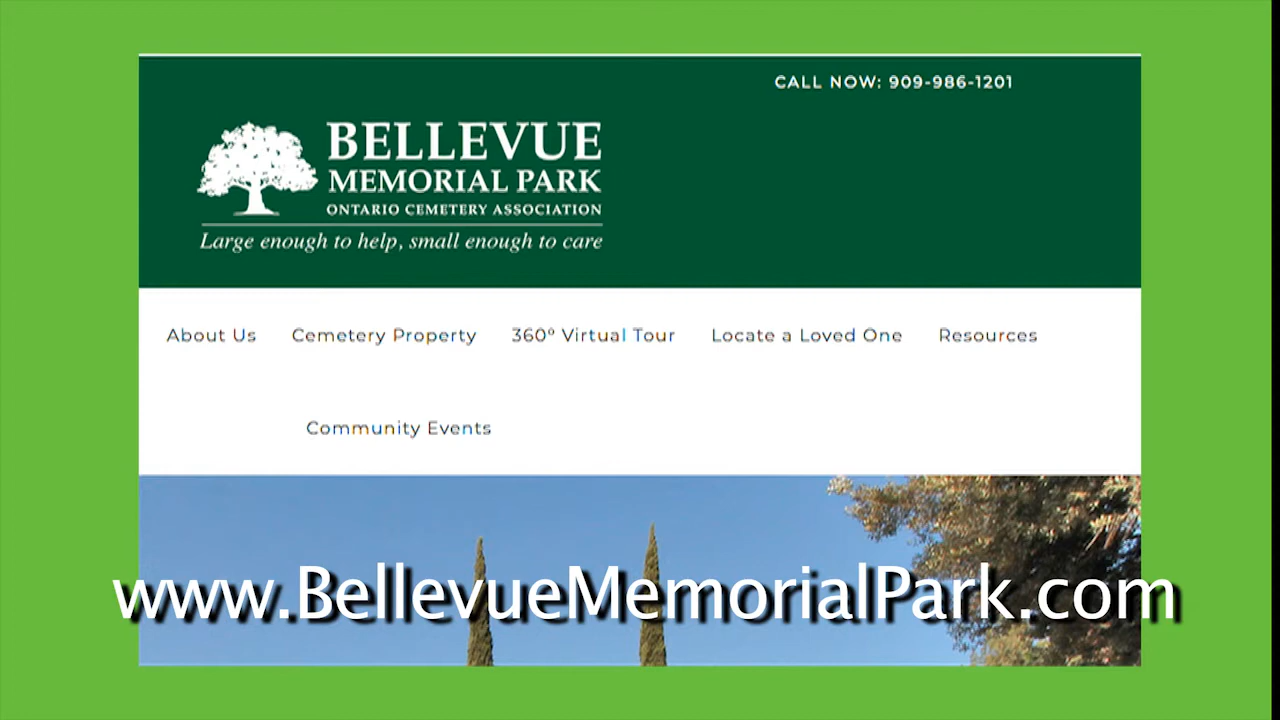 CALL NOW: 909-986-1201
BELLEVUE
MEMORIAL PARK
ONTARIO CEMETERY ASSOCIATION
Large enough to help, small enough to care
About Us Cemetery Property 360° Virtual Tour Locate a Loved One Resources
Community Events
www.BellevueMemorialPark.com